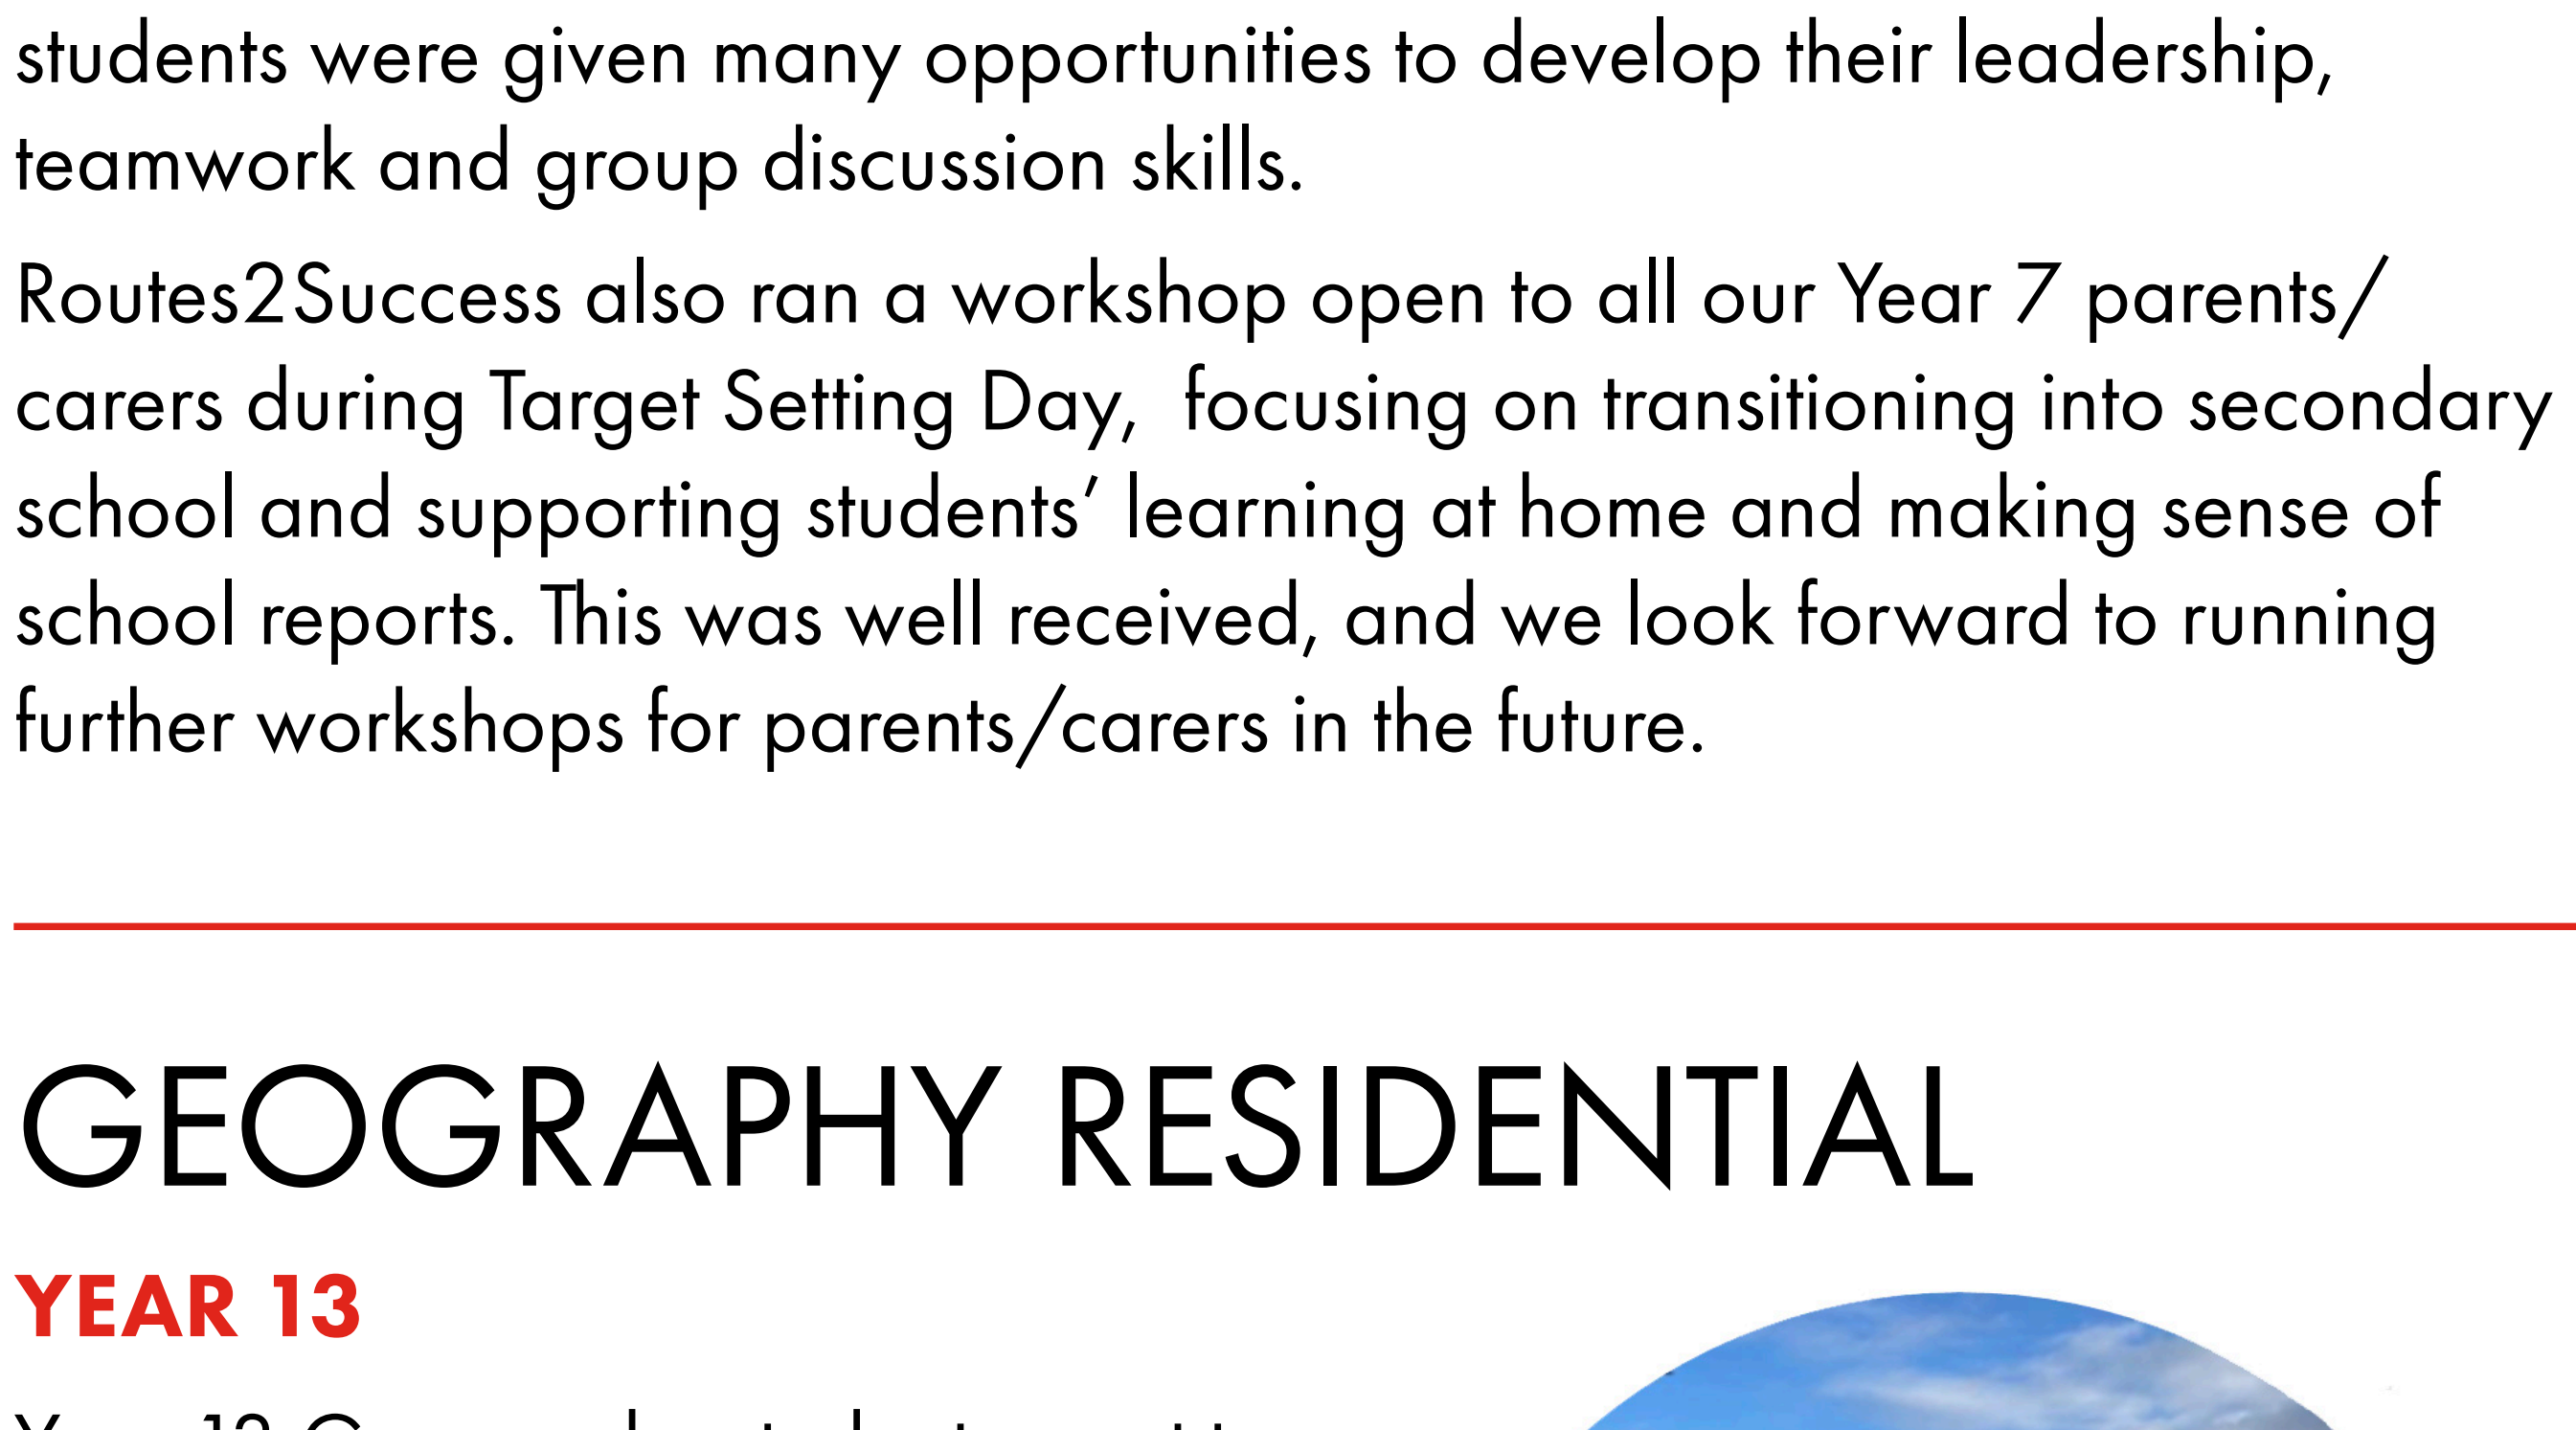 students were given many opportunities to develop their leadership,
teamwork and group discussion skills.
Routes2Success also ran a workshop open to all our Year 7 parents/
carers during Target Setting Day,  focusing on transitioning into secondary
school and supporting students’ learning at home and making sense of
school reports. This was well received, and we look forward to running
further workshops for parents/carers in the future.
GEOGRAPHY RESIDENTIAL
YEAR 13